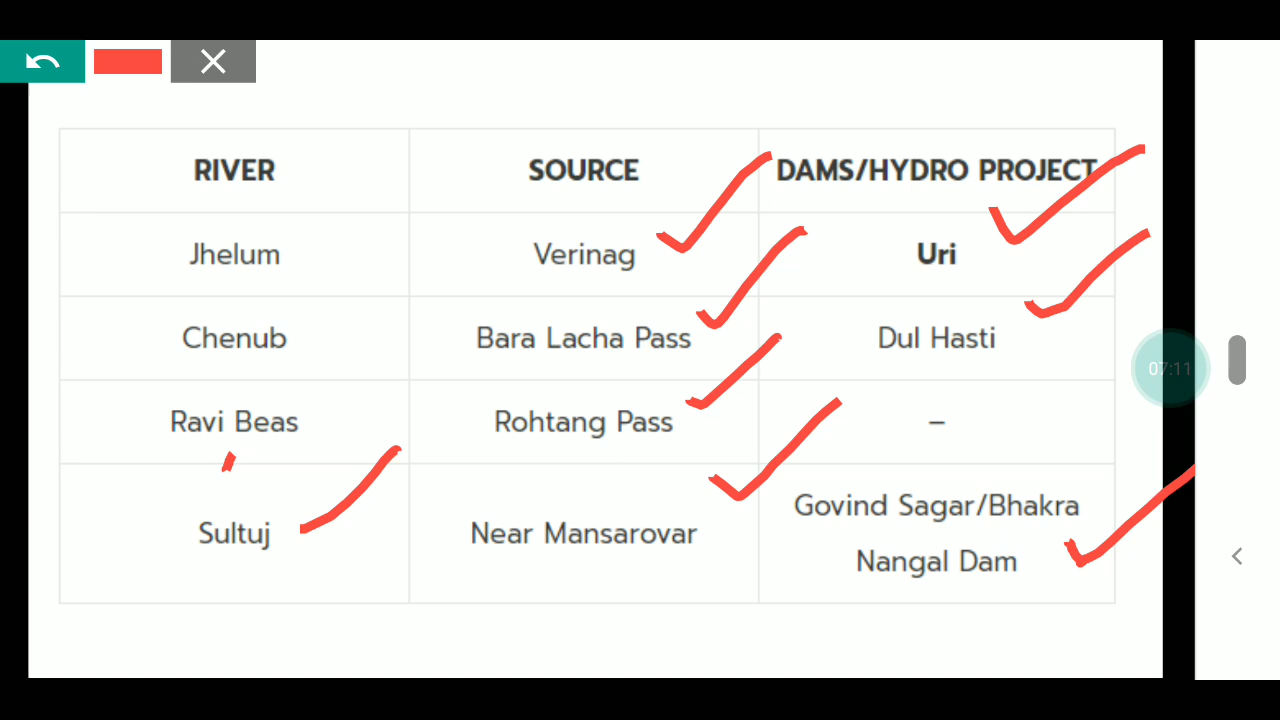 RIVER SOURCE DAMS/HYDRO PROJECT
Jhelum Verinag Uri
Chenub Bara Lacha Pass Dul Hasti
Ravi Beas Rohtang Pass –
Sultuj Near Mansarovar Govind Sagar/Bhakra
Nangal Dam
07:11